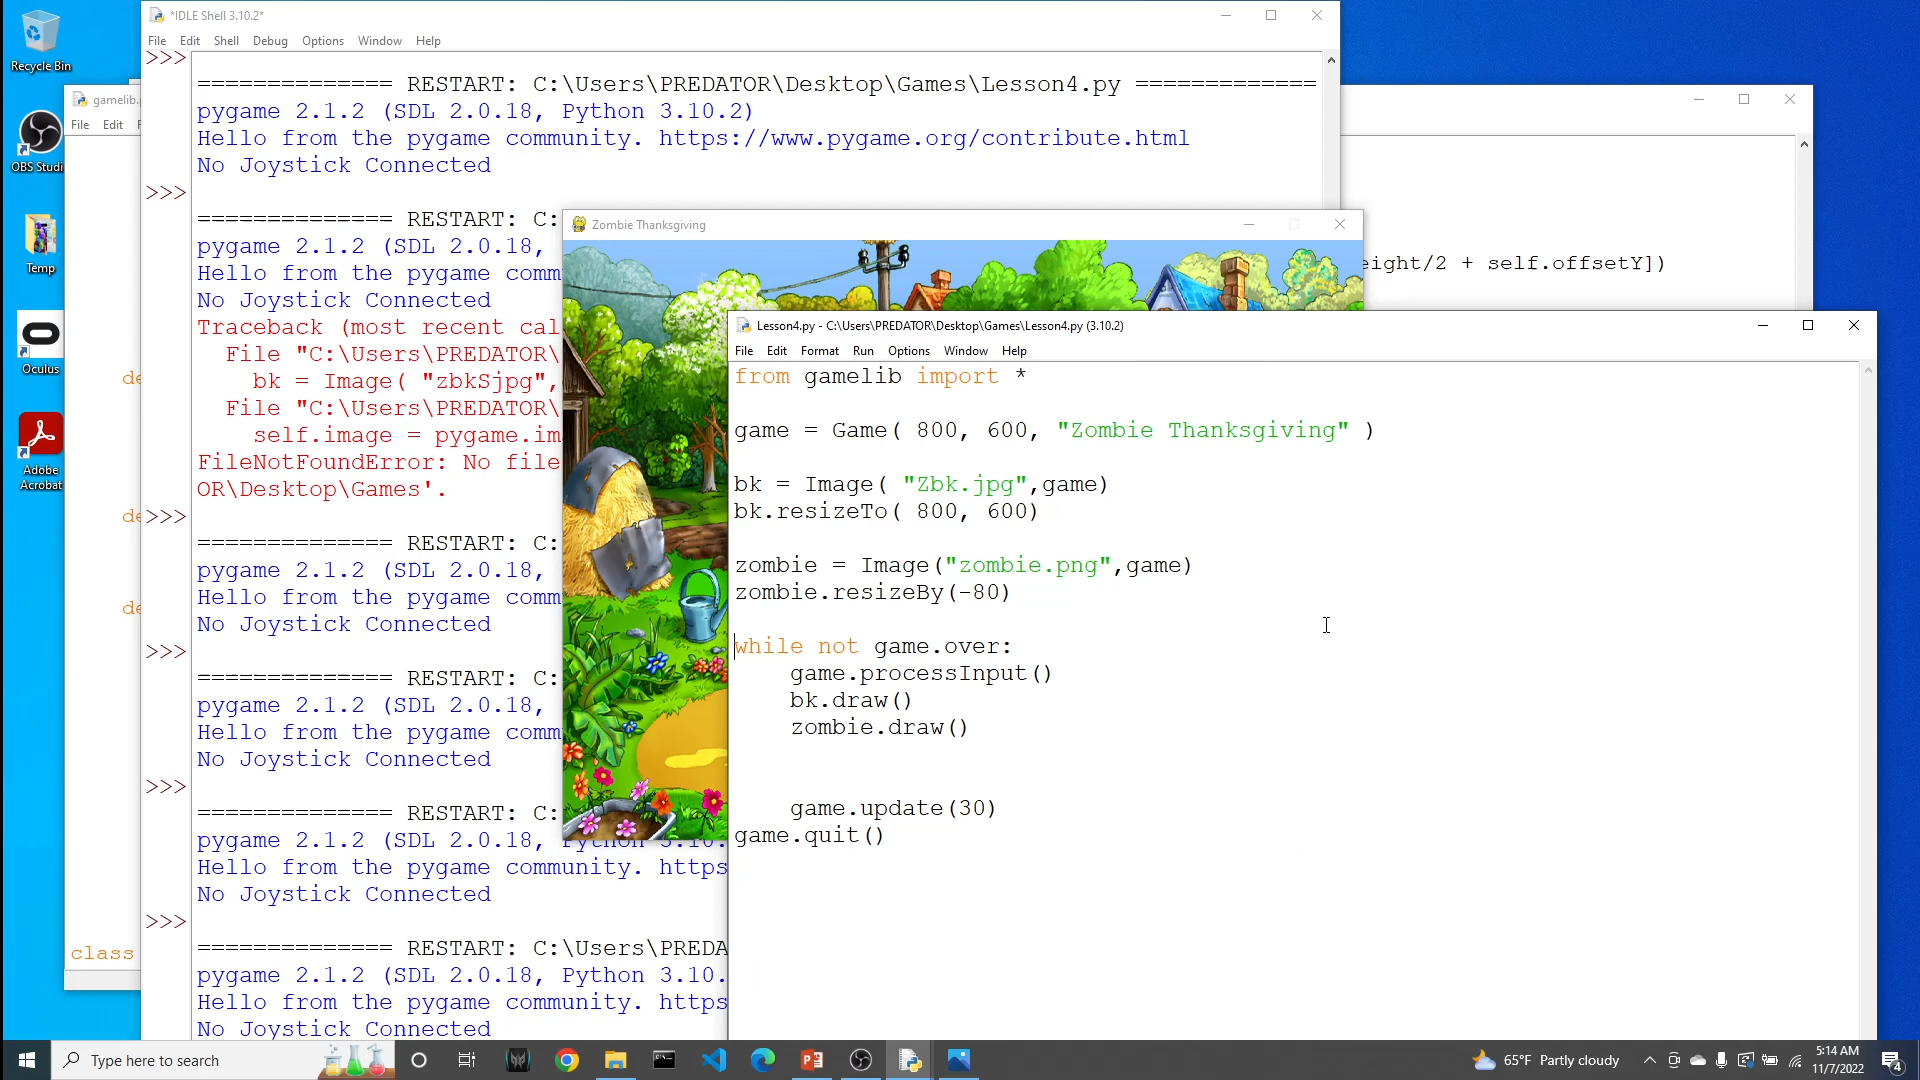 *IDLE Shell 3.10.2*
File Edit Shell Debug Options Window Help
>>>
============== RESTART: C:\Users\PREDATOR\Desktop\Games\Lesson4.py =============
pygame 2.1.2 (SDL 2.0.18, Python 3.10.2)
Hello from the pygame community. https://www.pygame.org/contribute.html
No Joystick Connected
>>>
============== RESTART: C:
pygame 2.1.2 (SDL 2.0.18,
Hello from the pygame comm
No Joystick Connected
Traceback (most recent cal
File "C:\Users\PREDATOR\
bk = Image( "zbkSjpg",
File "C:\Users\PREDATOR\
self.image = pygame.im
FileNotFoundError: No file
OR\Desktop\Games'.
>>>
============== RESTART: C:
pygame 2.1.2 (SDL 2.0.18,
Hello from the pygame comm
No Joystick Connected
>>>
============== RESTART: C:
pygame 2.1.2 (SDL 2.0.18,
Hello from the pygame comm
No Joystick Connected
>>>
============== RESTART: C:
pygame 2.1.2 (SDL 2.0.18, Python 3.10.
Hello from the pygame community. https
No Joystick Connected
>>>
============== RESTART: C:\Users\PREDA
pygame 2.1.2 (SDL 2.0.18, Python 3.10.
Hello from the pygame community. https
No Joystick Connected
Recycle Bin
OBS Studi
Temp
Oculus
Adobe
Acrobat
gamelib.
File Edit F
de
de
de
class
eight/2 + self.offsetY])
Zombie Thanksgiving
Lesson4.py - C:\Users\PREDATOR\Desktop\Games\Lesson4.py (3.10.2)
File Edit Format Run Options Window Help
from gamelib import *
game = Game( 800, 600, "Zombie Thanksgiving" )
bk = Image( "Zbk.jpg",game)
bk.resizeTo( 800, 600)
zombie = Image("zombie.png",game)
zombie.resizeBy(-80)
while not game.over:
game.processInput()
bk.draw()
zombie.draw()
game.update(30)
game.quit()
Type here to search
65°F Partly cloudy
5:14 AM
11/7/2022
4